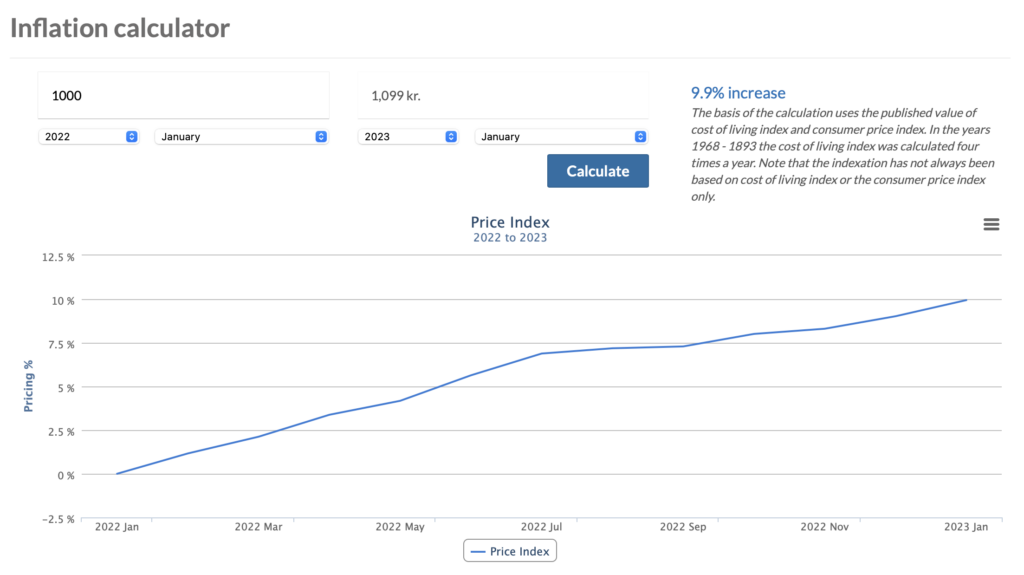 Inflation calculator
1000
1,099 kr.
9.9% increase
The basis of the calculation uses the published value of
cost of living index and consumer price index. In the years
1968 - 1893 the cost of living index was calculated four
times a year. Note that the indexation has not always been
based on cost of living index or the consumer price index
only.
2022
January
2023
January
Calculate
Price Index
2022 to 2023
12.5 %
10 %
7.5 %
5 %
2.5 %
0 %
-2.5 %
Pricing %
2022 Jan
2022 Mar
2022 May
2022 Jul
2022 Sep
2022 Nov
2023 Jan
Price Index